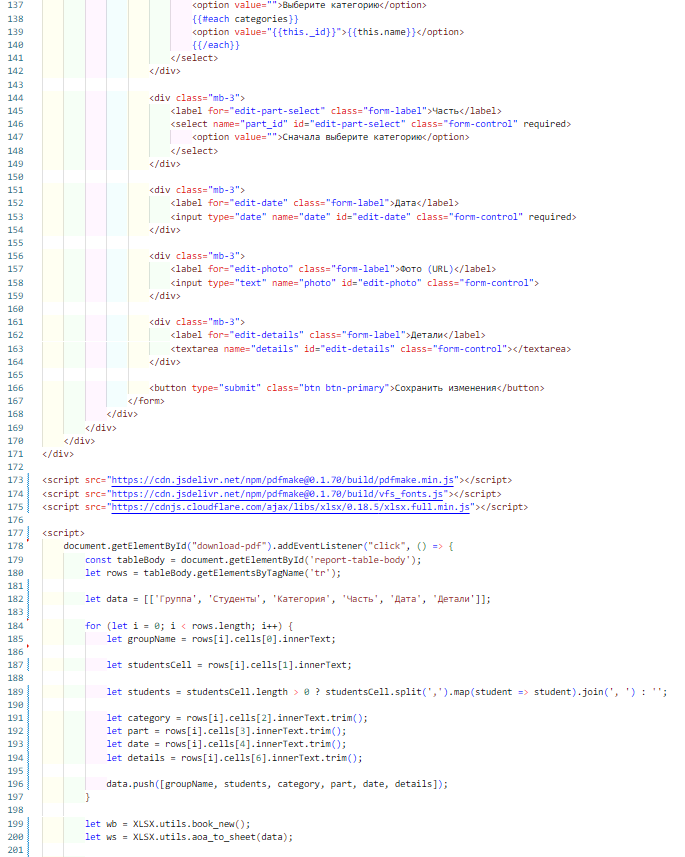 137                             <option value="">Выберите категорию</option>
138                             {{#each categories}}
139                             <option value="{{this._id}}">{{this.name}}</option>
140                             {{/each}}
141                         </select>
142                     </div>
143
144                     <div class="mb-3">
145                         <label for="edit-part-select" class="form-label">Часть</label>
146                         <select name="part_id" id="edit-part-select" class="form-control" required>
147                             <option value="">Сначала выберите категорию</option>
148                         </select>
149                     </div>
150
151                     <div class="mb-3">
152                         <label for="edit-date" class="form-label">Дата</label>
153                         <input type="date" name="date" id="edit-date" class="form-control" required>
154                     </div>
155
156                     <div class="mb-3">
157                         <label for="edit-photo" class="form-label">Фото (URL)</label>
158                         <input type="text" name="photo" id="edit-photo" class="form-control">
159                     </div>
160
161                     <div class="mb-3">
162                         <label for="edit-details" class="form-label">Детали</label>
163                         <textarea name="details" id="edit-details" class="form-control"></textarea>
164                     </div>
165
166                     <button type="submit" class="btn btn-primary">Сохранить изменения</button>
167                 </form>
168             </div>
169         </div>
170     </div>
171 </div>
172
173 <script src="https://cdn.jsdelivr.net/npm/pdfmake@0.1.70/build/pdfmake.min.js"></script>
174 <script src="https://cdn.jsdelivr.net/npm/pdfmake@0.1.70/build/vfs_fonts.js"></script>
175 <script src="https://cdnjs.cloudflare.com/ajax/libs/xlsx/0.18.5/xlsx.full.min.js"></script>
176
177 <script>
178     document.getElementById("download-pdf").addEventListener("click", () => {
179         const tableBody = document.getElementById('report-table-body');
180         let rows = tableBody.getElementsByTagName('tr');
181
182         let data = [['Группа', 'Студенты', 'Категория', 'Часть', 'Дата', 'Детали']];
183
184         for (let i = 0; i < rows.length; i++) {
185             let groupName = rows[i].cells[0].innerText;
186
187             let studentsCell = rows[i].cells[1].innerText;
188
189             let students = studentsCell.length > 0 ? studentsCell.split(',').map(student => student).join(', ') : '';
190
191             let category = rows[i].cells[2].innerText.trim();
192             let part = rows[i].cells[3].innerText.trim();
193             let date = rows[i].cells[4].innerText.trim();
194             let details = rows[i].cells[6].innerText.trim();
195
196             data.push([groupName, students, category, part, date, details]);
197         }
198
199         let wb = XLSX.utils.book_new();
200         let ws = XLSX.utils.aoa_to_sheet(data);
201